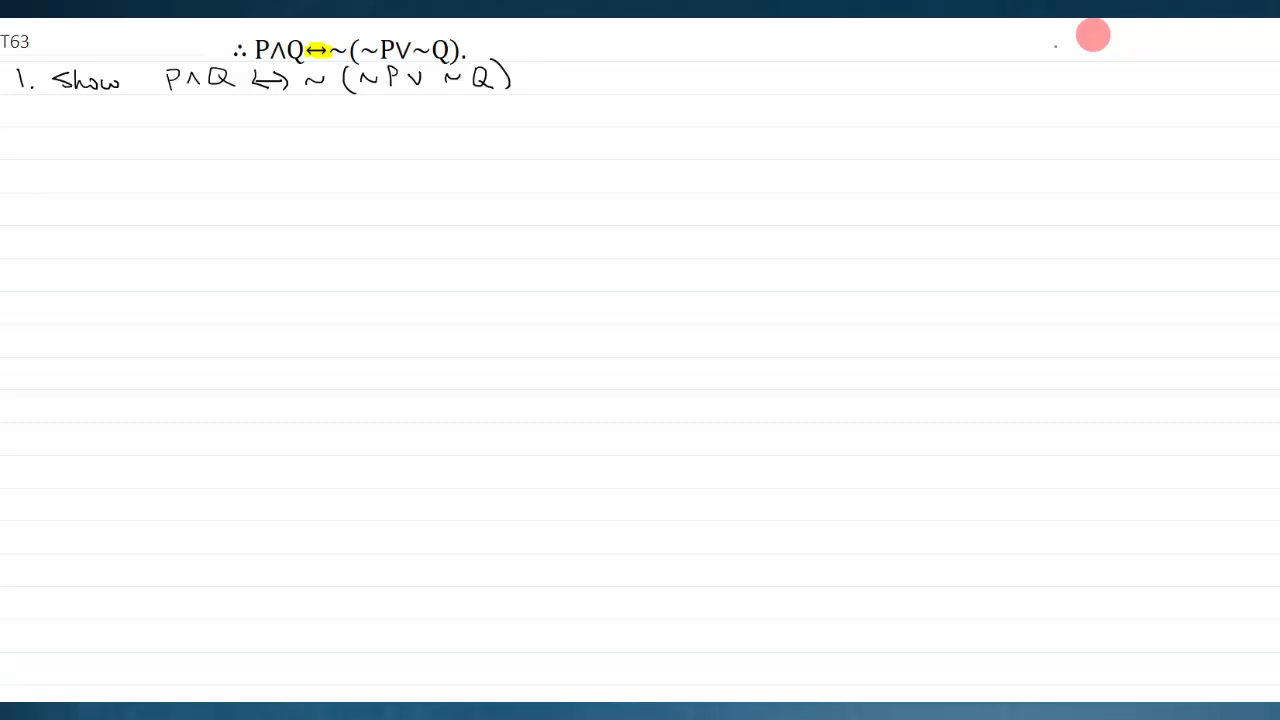 T63
∴ P∧Q↔~(~P∨~Q).
1. Show P∧Q ↔ ~(~P∨ ~Q)